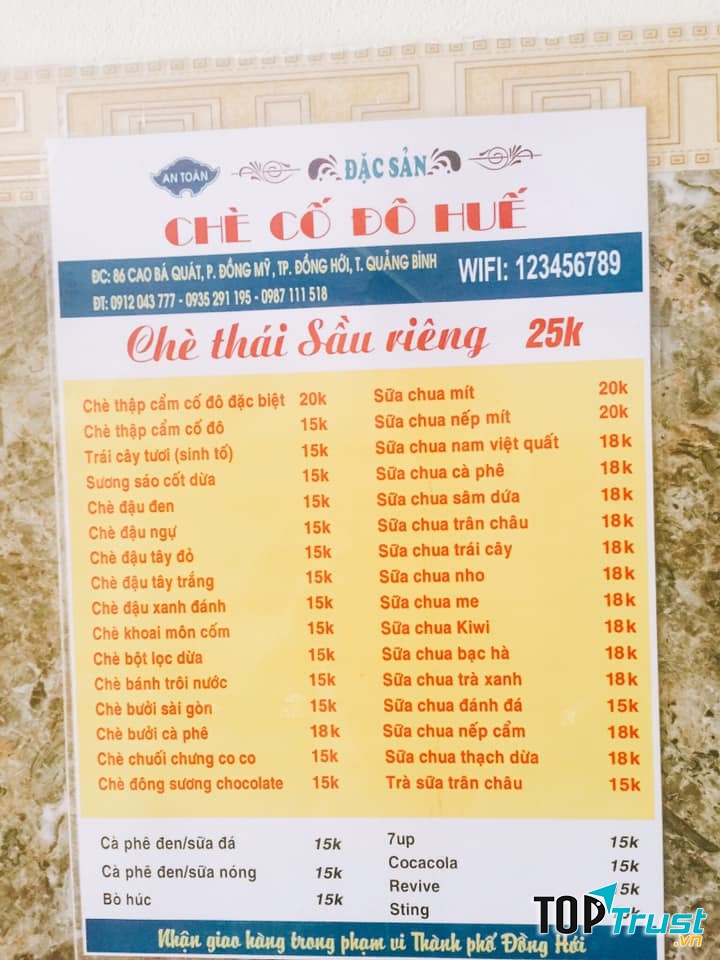 AN TOÀN
ĐẶC SẢN
CHÈ CỐ ĐÔ HUẾ
ĐC: 86 CAO BÁ QUÁT, P. ĐỒNG MỸ, TP. ĐỒNG HỚI, T. QUẢNG BÌNH
ĐT: 0912 043 777 - 0935 291 195 - 0987 111 518
WIFI: 123456789
Chè thái Sầu riêng 25k
Chè thập cẩm cố đô đặc biệt 20k
Chè thập cẩm cố đô 15k
Trái cây tươi (sinh tố) 15k
Sương sáo cốt dừa 15k
Chè đậu đen 15k
Chè đậu ngự 15k
Chè đậu tây đỏ 15k
Chè đậu tây trắng 15k
Chè đậu xanh đánh 15k
Chè khoai môn cốm 15k
Chè bột lọc dừa 15k
Chè bánh trôi nước 15k
Chè bưởi sài gòn 15k
Chè bưởi cà phê 18k
Chè chuối chưng co co 15k
Chè đông sương chocolate 15k
Sữa chua mít 20k
Sữa chua nếp mít 20k
Sữa chua nam việt quất 18k
Sữa chua cà phê 18k
Sữa chua sâm dứa 18k
Sữa chua trân châu 18k
Sữa chua trái cây 18k
Sữa chua nho 18k
Sữa chua me 18k
Sữa chua Kiwi 18k
Sữa chua bạc hà 18k
Sữa chua trà xanh 18k
Sữa chua đánh đá 15k
Sữa chua nếp cẩm 18k
Sữa chua thạch dừa 18k
Trà sữa trân châu 15k
Cà phê đen/sữa đá 15k
Cà phê đen/sữa nóng 15k
Bò húc 15k
7up 15k
Cocacola 15k
Revive 5k
Sting
Nhận giao hàng trong phạm vi Thành phố Đồng Hới
TOPTrust.vn